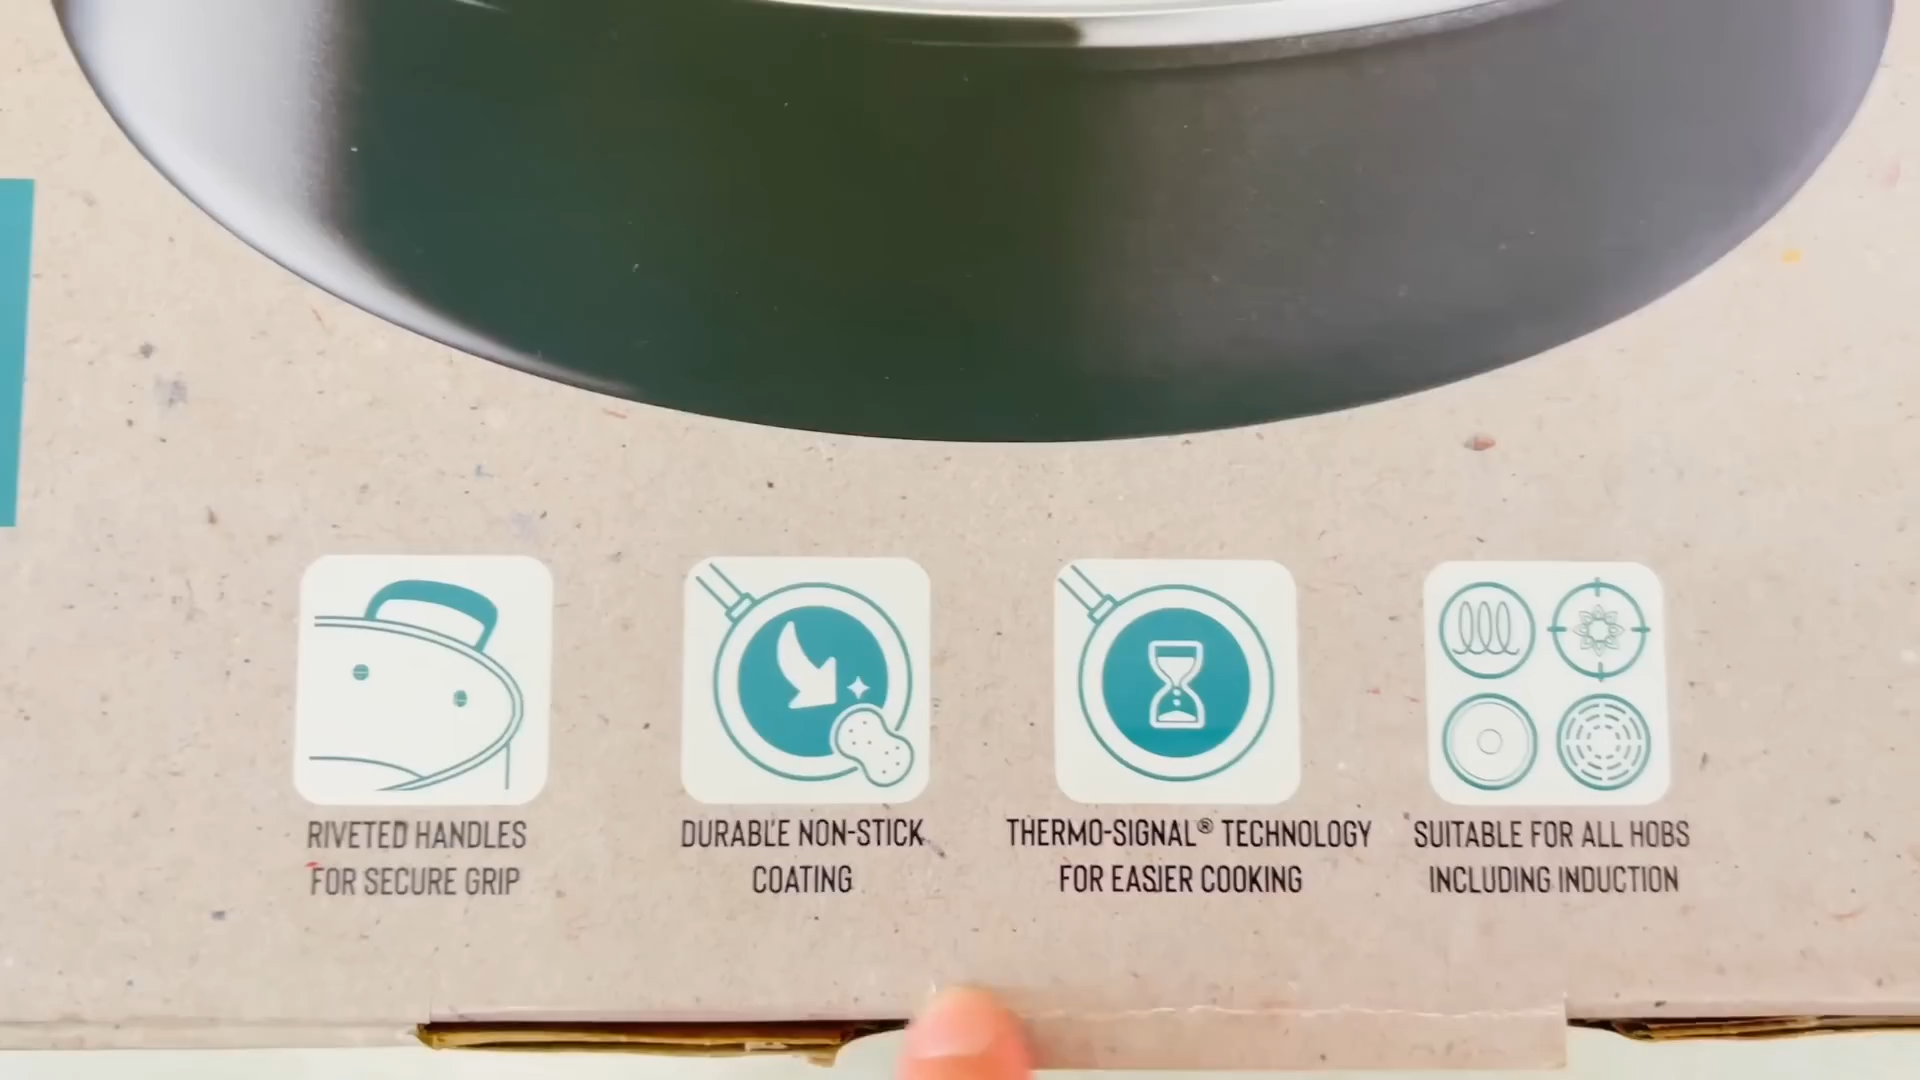 RIVETED HANDLES
FOR SECURE GRIP
DURABLE NON-STICK
COATING
THERMO-SIGNAL® TECHNOLOGY
FOR EASIER COOKING
SUITABLE FOR ALL HOBS
INCLUDING INDUCTION